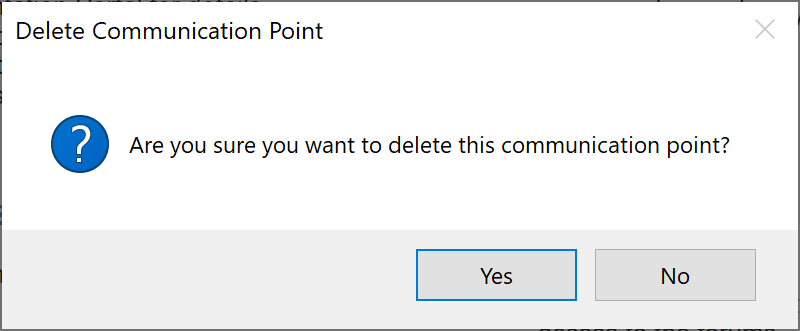 Delete Communication Point
?
Are you sure you want to delete this communication point?
Yes
No